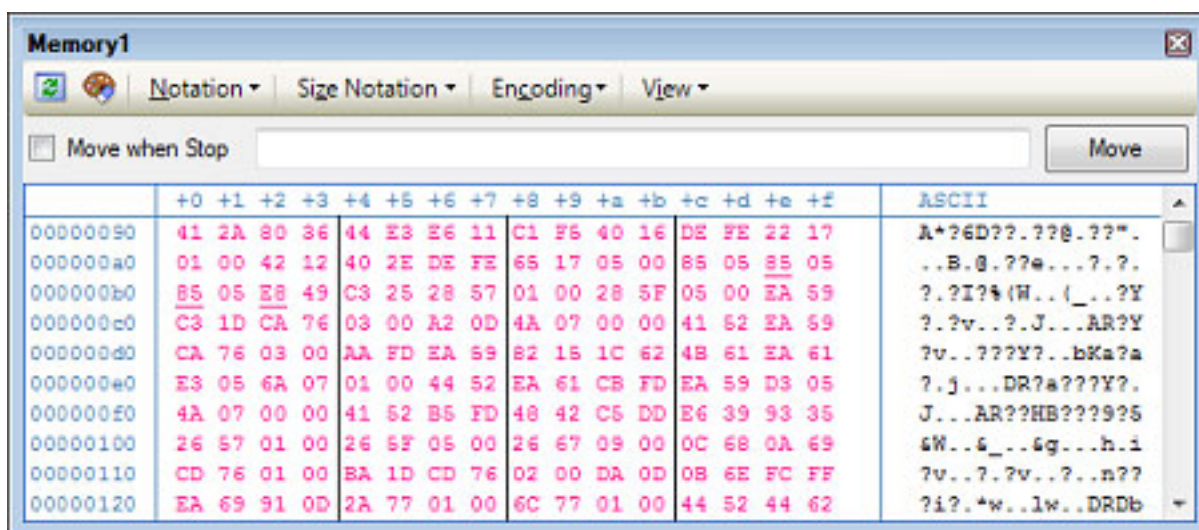 Memory1
Notation Size Notation Encoding View
Move when Stop Move
+0 +1 +2 +3 +4 +5 +6 +7 +8 +9 +a +b +c +d +e +f ASCII
00000090 41 2A 80 36 44 E3 E6 11 C1 F5 40 16 DE FE 22 17 A*?6D??.??@.??".
000000a0 01 00 42 12 40 2E DE FE 65 17 05 00 85 05 85 05 ..B.@.??e...?.?.
000000b0 85 05 E8 49 C3 25 28 57 01 00 28 5F 05 00 EA 59 ?.?I?%(W..(_..?Y
000000c0 C3 1D CA 76 03 00 A2 0D 4A 07 00 00 41 52 EA 59 ?.?v..?.J...AR?Y
000000d0 CA 76 03 00 AA FD EA 59 82 15 1C 62 4B 61 EA 61 ?v..???Y?..bKa?a
000000e0 E3 05 6A 07 01 00 44 52 EA 61 CB FD EA 59 D3 05 ?.j...DR?a???Y?.
000000f0 4A 07 00 00 41 52 B5 FD 48 42 C5 DD E6 39 93 35 J...AR??HB???9?5
00000100 26 57 01 00 26 5F 05 00 26 67 09 00 0C 68 0A 69 &W..&_..&g...h.i
00000110 CD 76 01 00 BA 1D CD 76 02 00 DA 0D 0B 6E FC FF ?v..?.?v..?..n??
00000120 EA 69 91 0D 2A 77 01 00 6C 77 01 00 44 52 44 62 ?i?.*w..lw..DRDb